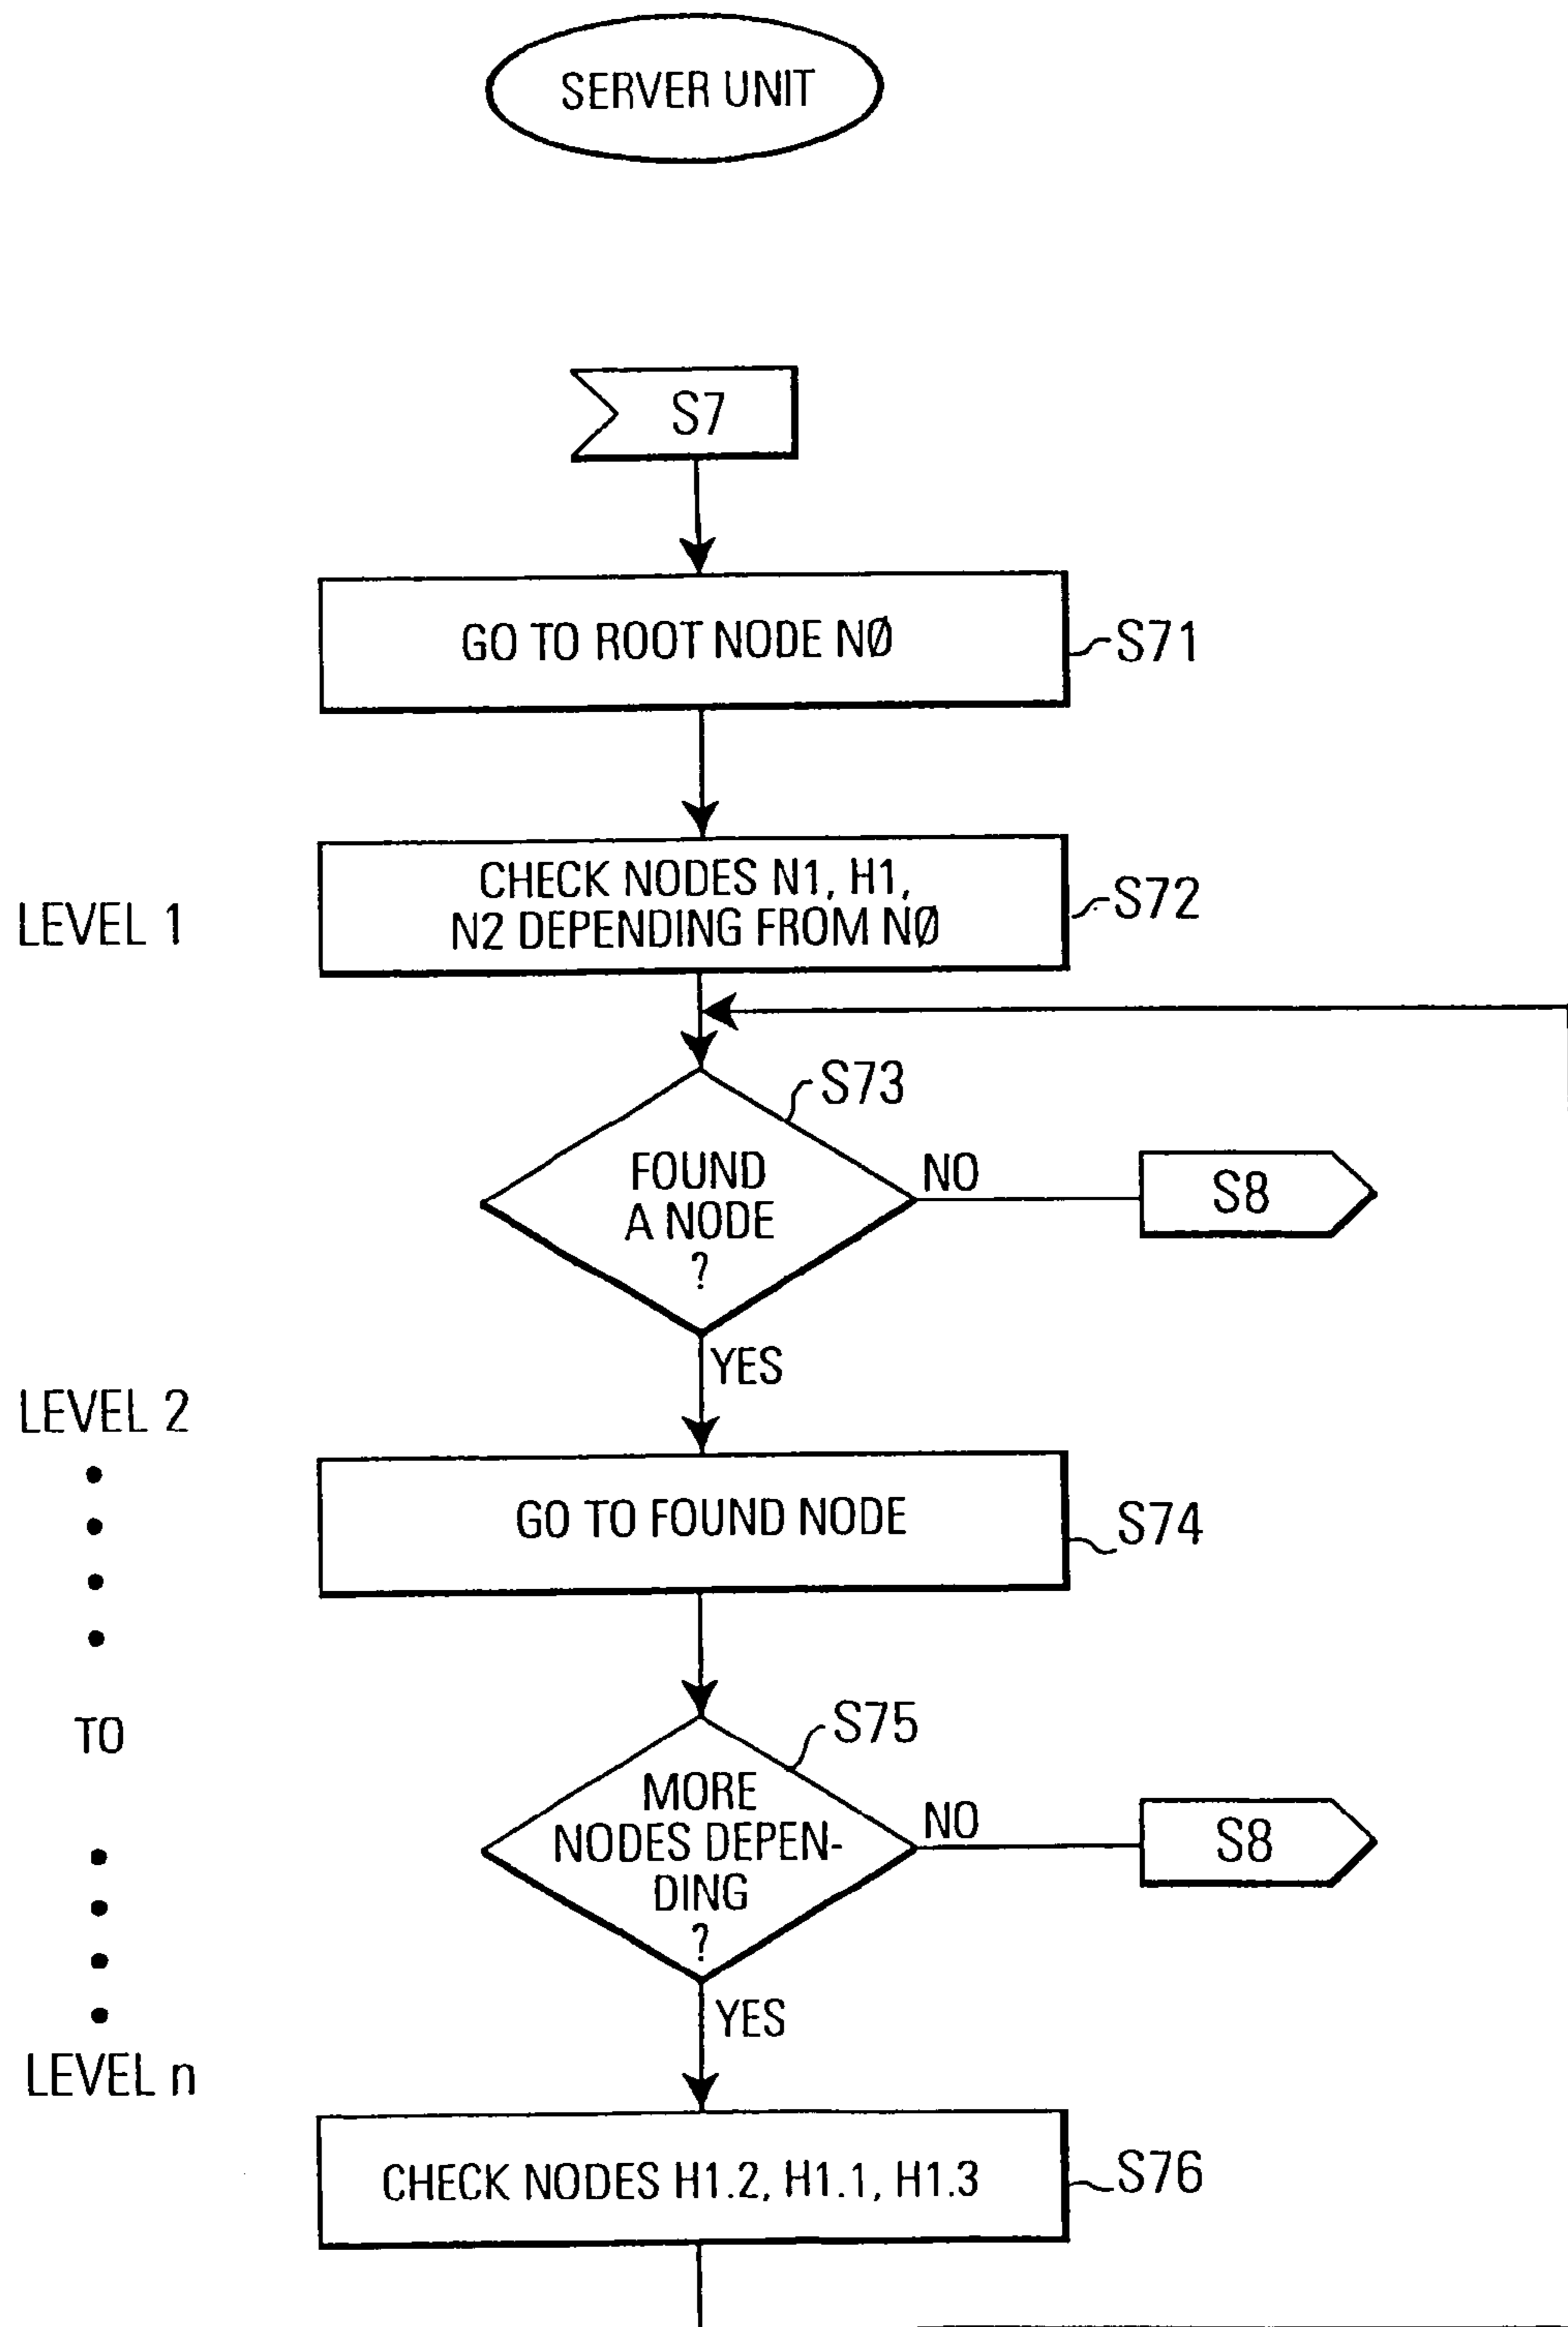 SERVER UNIT
S7
GO TO ROOT NODE NØ
S71
LEVEL 1
CHECK NODES N1, H1,
N2 DEPENDING FROM NØ
S72
S73
FOUND
A NODE
?
NO
S8
YES
LEVEL 2
GO TO FOUND NODE
S74
TO
S75
MORE
NODES DEPEN-
DING
?
NO
S8
YES
LEVEL n
CHECK NODES H1.2, H1.1, H1.3
S76